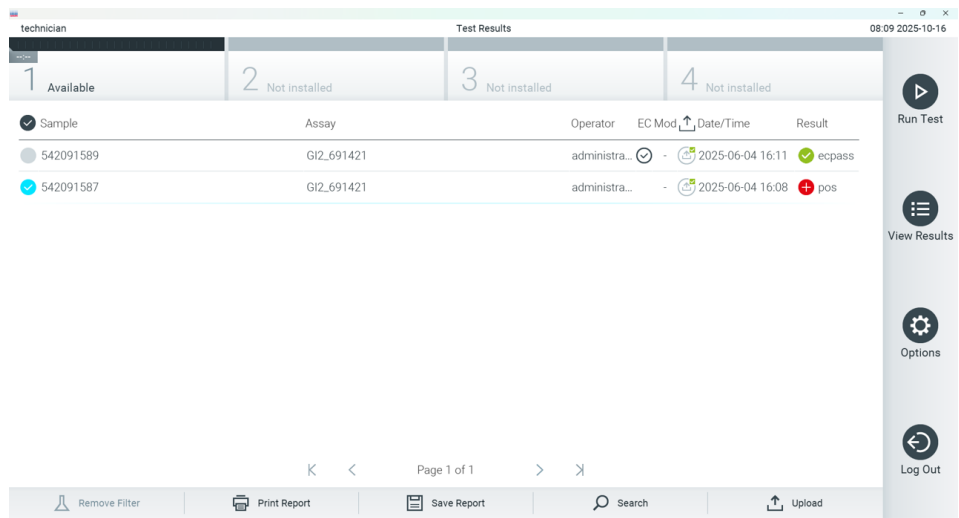 technician Test Results 08:09 2025-10-16
--:--
1 Available 2 Not installed 3 Not installed 4 Not installed
Run Test
Sample Assay Operator EC Mod Date/Time Result
542091589 GI2_691421 administra... - 2025-06-04 16:11 ecpass
542091587 GI2_691421 administra... - 2025-06-04 16:08 pos
View Results
Options
Page 1 of 1
Log Out
Remove Filter Print Report Save Report Search Upload